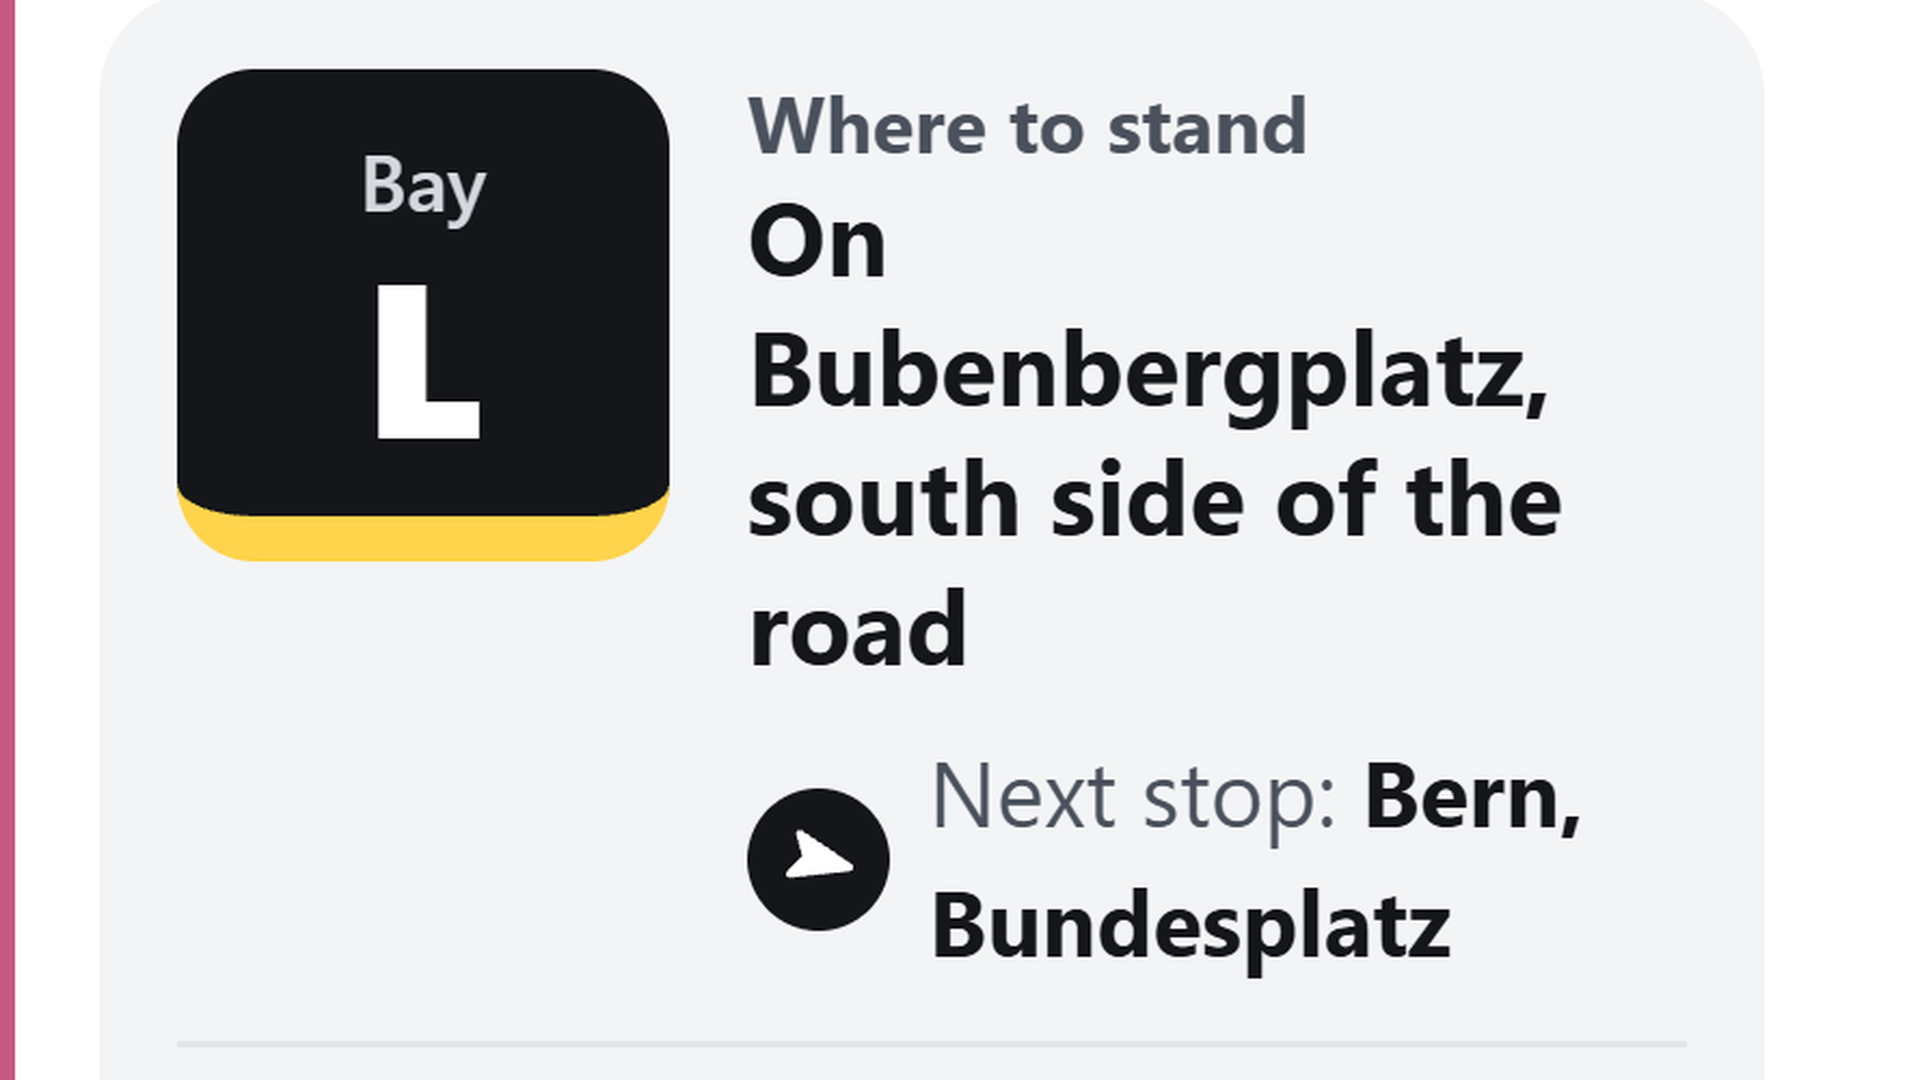 Bay
L
Where to stand
On
Bubenbergplatz,
south side of the
road
Next stop: Bern,
Bundesplatz